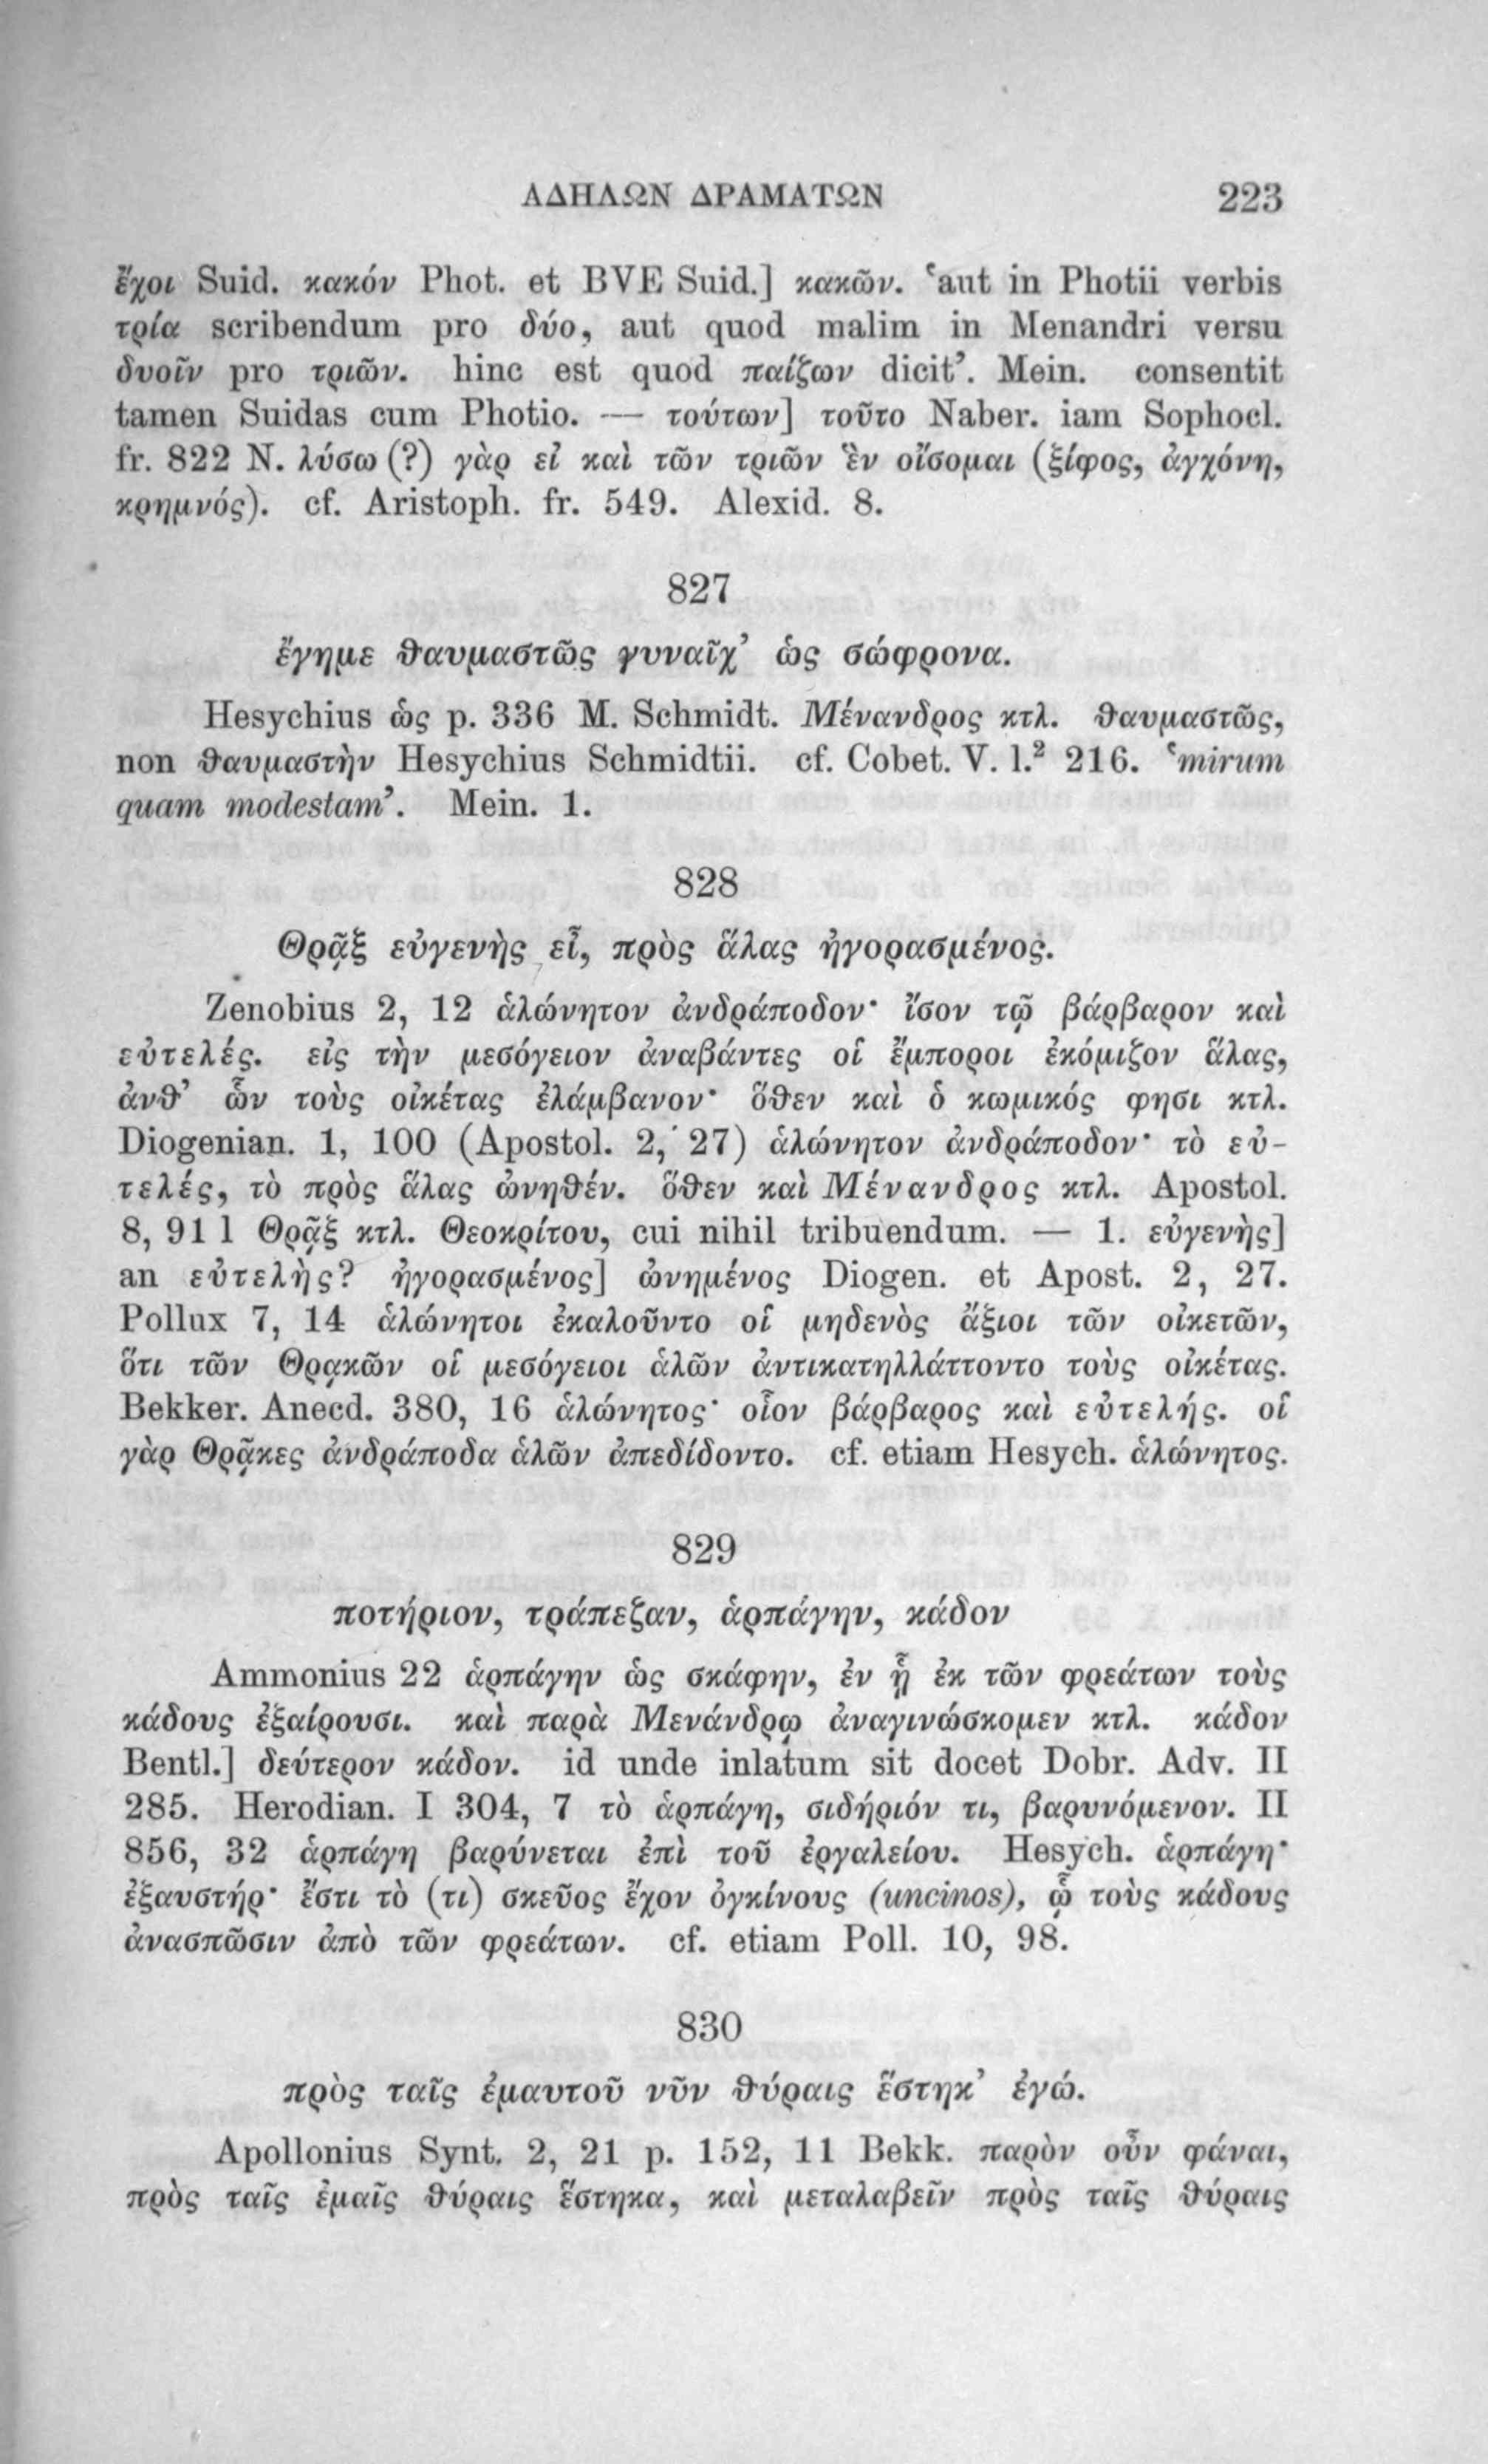 ΑΔΗΛΩΝ ΔΡΑΜΑΤΩΝ 223
ἔχοι Suid. κακόν Phot. et BVE Suid.] κακῶν. ‘aut in Photii verbis
τρία scribendum pro δύο, aut quod malim in Menandri versu
δυοῖν pro τριῶν. hinc est quod παίζων dicit’. Mein. consentit
tamen Suidas cum Photio. — τούτων] τοῦτο Naber. iam Sophocl.
fr. 822 N. λύσω (?) γὰρ εἰ καὶ τῶν τριῶν ἓν οἴσομαι (ξίφος, ἀγχόνη,
κρημνός). cf. Aristoph. fr. 549. Alexid. 8.
827
ἔγημε θαυμαστῶς γυναῖχ’ ὡς σώφρονα.
Hesychius ὡς p. 336 M. Schmidt. Μένανδρος κτλ. θαυμαστῶς,
non θαυμαστὴν Hesychius Schmidtii. cf. Cobet. V. l.² 216. ‘mirum
quam modestam’. Mein. 1.
828
Θρᾷξ εὐγενὴς εἶ, πρὸς ἅλας ἠγορασμένος.
Zenobius 2, 12 ἁλώνητον ἀνδράποδον· ἴσον τῷ βάρβαρον καὶ
εὐτελές. εἰς τὴν μεσόγειον ἀναβάντες οἱ ἔμποροι ἐκόμιζον ἅλας,
ἀνθ’ ὧν τοὺς οἰκέτας ἐλάμβανον· ὅθεν καὶ ὁ κωμικός φησι κτλ.
Diogenian. 1, 100 (Apostol. 2, 27) ἁλώνητον ἀνδράποδον· τὸ εὐ-
τελές, τὸ πρὸς ἅλας ὠνηθέν. ὅθεν καὶ Μένανδρος κτλ. Apostol.
8, 91 l Θρᾷξ κτλ. Θεοκρίτου, cui nihil tribuendum. — 1. εὐγενὴς]
an εὐτελὴς? ἠγορασμένος] ὠνημένος Diogen. et Apost. 2, 27.
Pollux 7, 14 ἁλώνητοι ἐκαλοῦντο οἱ μηδενὸς ἄξιοι τῶν οἰκετῶν,
ὅτι τῶν Θρᾳκῶν οἱ μεσόγειοι ἁλῶν ἀντικατηλλάττοντο τοὺς οἰκέτας.
Bekker. Anecd. 380, 16 ἁλώνητος· οἷον βάρβαρος καὶ εὐτελής. οἱ
γὰρ Θρᾷκες ἀνδράποδα ἁλῶν ἀπεδίδοντο. cf. etiam Hesych. ἁλώνητος.
829
ποτήριον, τράπεζαν, ἁρπάγην, κάδον
Ammonius 22 ἁρπάγην ὡς σκάφην, ἐν ᾗ ἐκ τῶν φρεάτων τοὺς
κάδους ἐξαίρουσι. καὶ παρὰ Μενάνδρῳ ἀναγινώσκομεν κτλ. κάδον
Bentl.] δεύτερον κάδον. id unde inlatum sit docet Dobr. Adv. II
285. Herodian. I 304, 7 τὸ ἁρπάγη, σιδήριόν τι, βαρυνόμενον. II
856, 32 ἁρπάγη βαρύνεται ἐπὶ τοῦ ἐργαλείου. Hesych. ἁρπάγη·
ἐξαυστήρ· ἔστι τὸ (τι) σκεῦος ἔχον ὀγκίνους (uncinos), ᾧ τοὺς κάδους
ἀνασπῶσιν ἀπὸ τῶν φρεάτων. cf. etiam Poll. 10, 98.
830
πρὸς ταῖς ἐμαυτοῦ νῦν θύραις ἕστηκ’ ἐγώ.
Apollonius Synt. 2, 21 p. 152, 11 Bekk. παρὸν οὖν φάναι,
πρὸς ταῖς ἐμαῖς θύραις ἕστηκα, καὶ μεταλαβεῖν πρὸς ταῖς θύραις